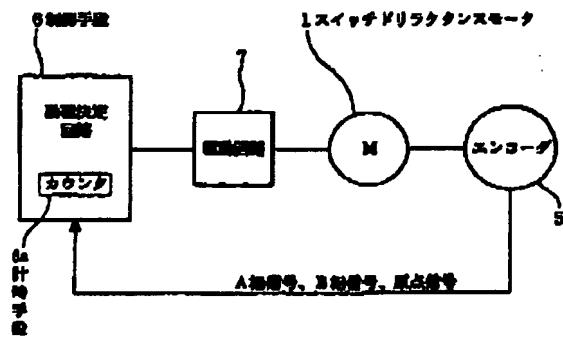 6制御手段
1スイッチドリラクタンスモータ
7
励磁決定
回路
カウンタ
駆動回路
M
エンコーダ
5
6a計時手段
A相信号、B相信号、原点信号